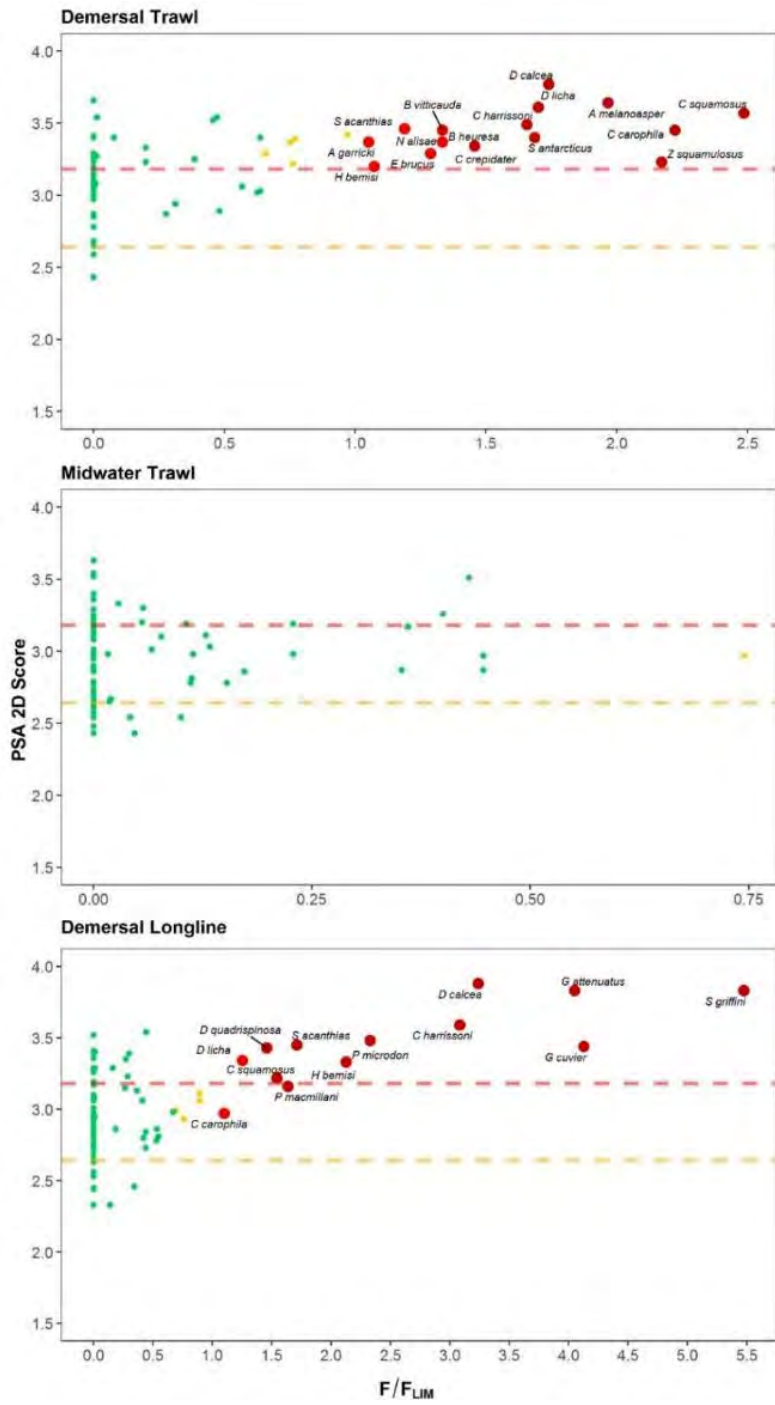 Demersal Trawl
4.0
D calcea
D licha
B vitticauda
C harrissoni
A melanoasper
C squamosus
S acanthias
3.5
N alisae
B heuresa
C carophila
A garricki
E brucus
C crepidater
S antarcticus
Z squamulosus
H bemisi
3.0
2.5
2.0
1.5
0.0 0.5 1.0 1.5 2.0 2.5
Midwater Trawl
4.0
3.5
3.0
PSA 2D Score
2.5
2.0
1.5
0.00 0.25 0.50 0.75
Demersal Longline
4.0
G attenuatus
D calcea
S griffini
D quadrispinosa
S acanthias
C harrissoni
3.5
D licha
P microdon
G cuvier
C squamosus
H bemisi
P macmillani
3.0
C carophila
2.5
2.0
1.5
0.0 0.5 1.0 1.5 2.0 2.5 3.0 3.5 4.0 4.5 5.0 5.5
F/FLIM